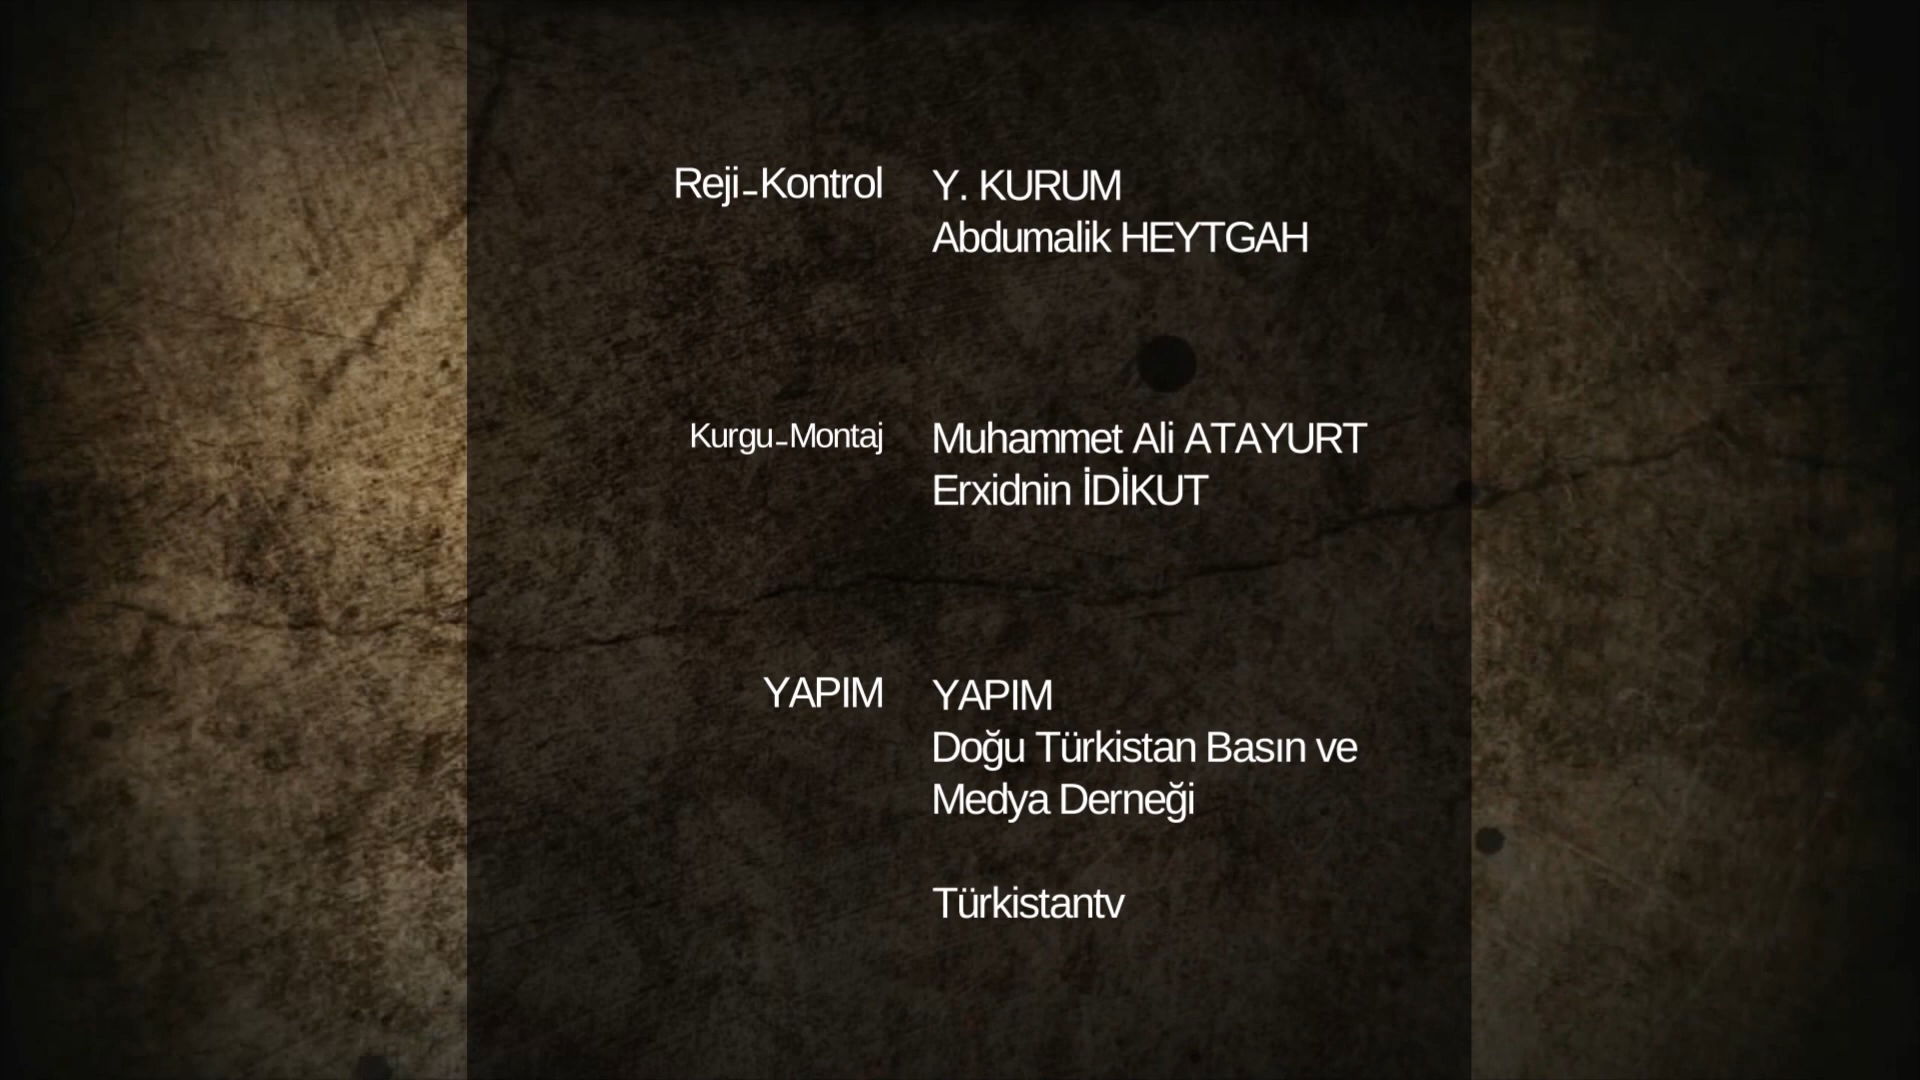 Reji-Kontrol Y. KURUM
Abdumalik HEYTGAH
Kurgu-Montaj Muhammet Ali ATAYURT
Erxidnin İDİKUT
YAPIM YAPIM
Doğu Türkistan Basın ve
Medya Derneği
Türkistantv